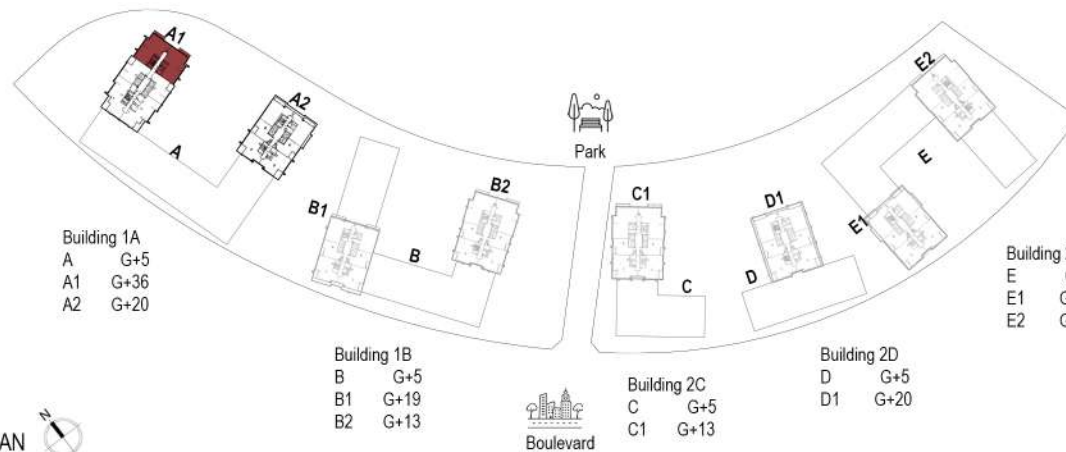 A1
A2
A
B1
B2
B
Park
C1
C
D1
D
E2
E
E1
Building 1A
A G+5
A1 G+36
A2 G+20
Building 1B
B G+5
B1 G+19
B2 G+13
Building 2C
C G+5
C1 G+13
Building 2D
D G+5
D1 G+20
Building
E
E1 G
E2 G
Boulevard
N
AN